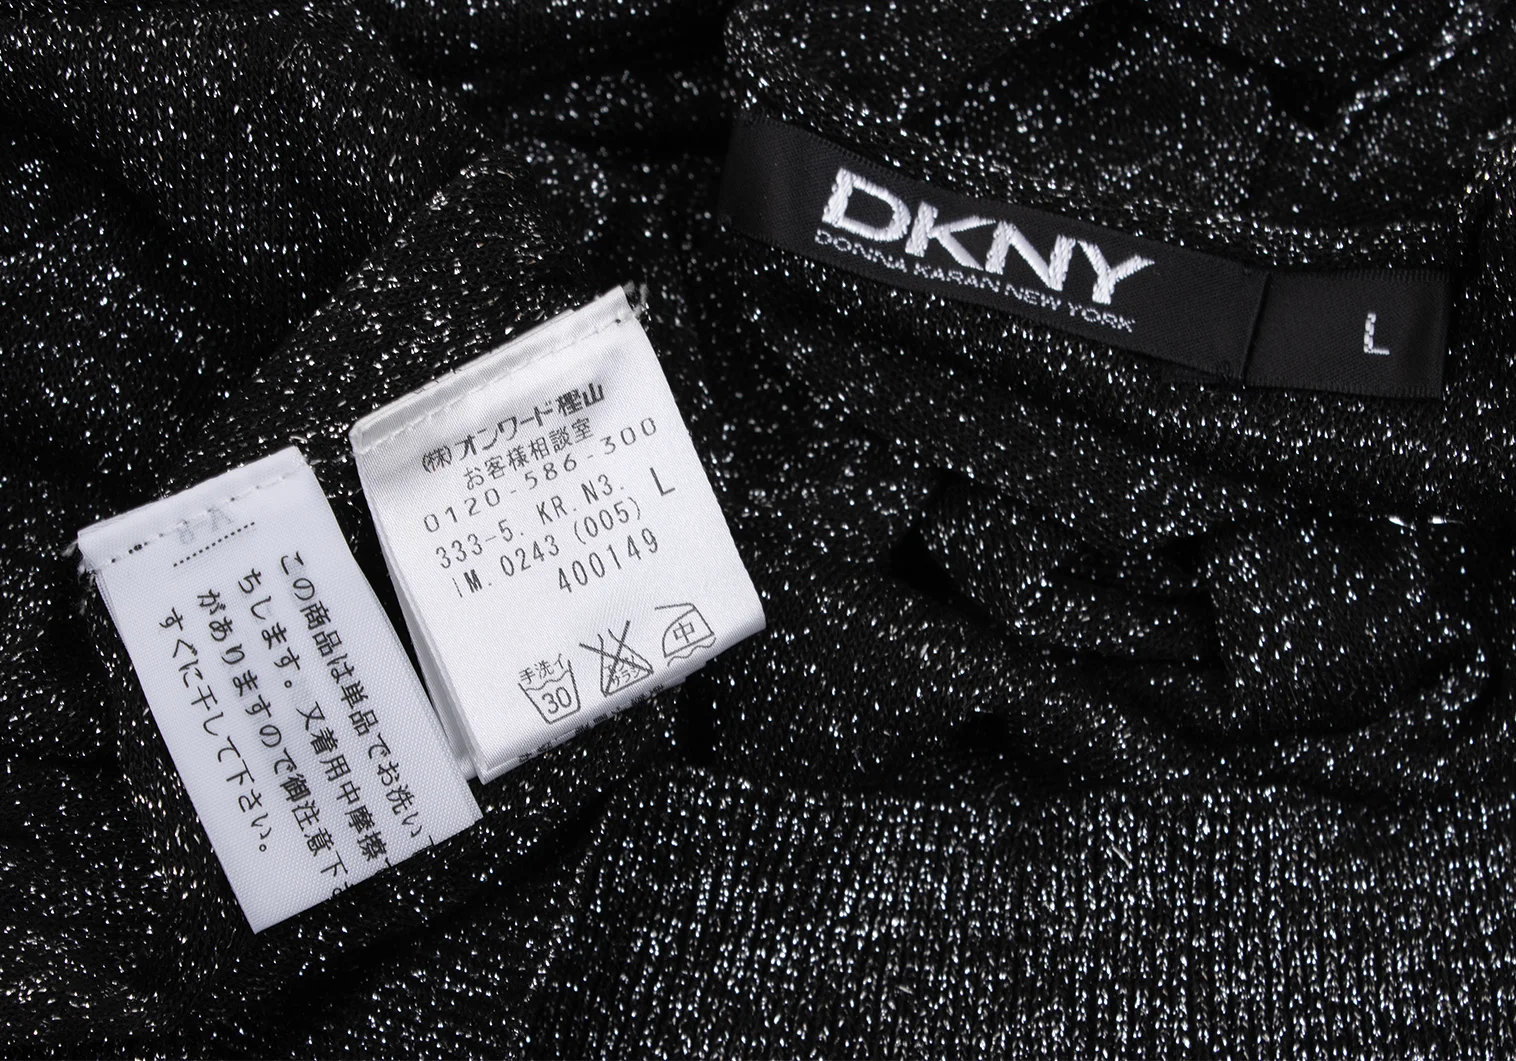 DKNY
DONNA KARAN NEW YORK
L
(株)オンワード樫山
お客様相談室
0120-586-300
333-5. KR.N3. L
IM.0243 (005)
400149
手洗イ
30
中
この商品は単品でお洗い
ちします。又着用中摩擦
がありますので御注意下
すぐに干して下さい。